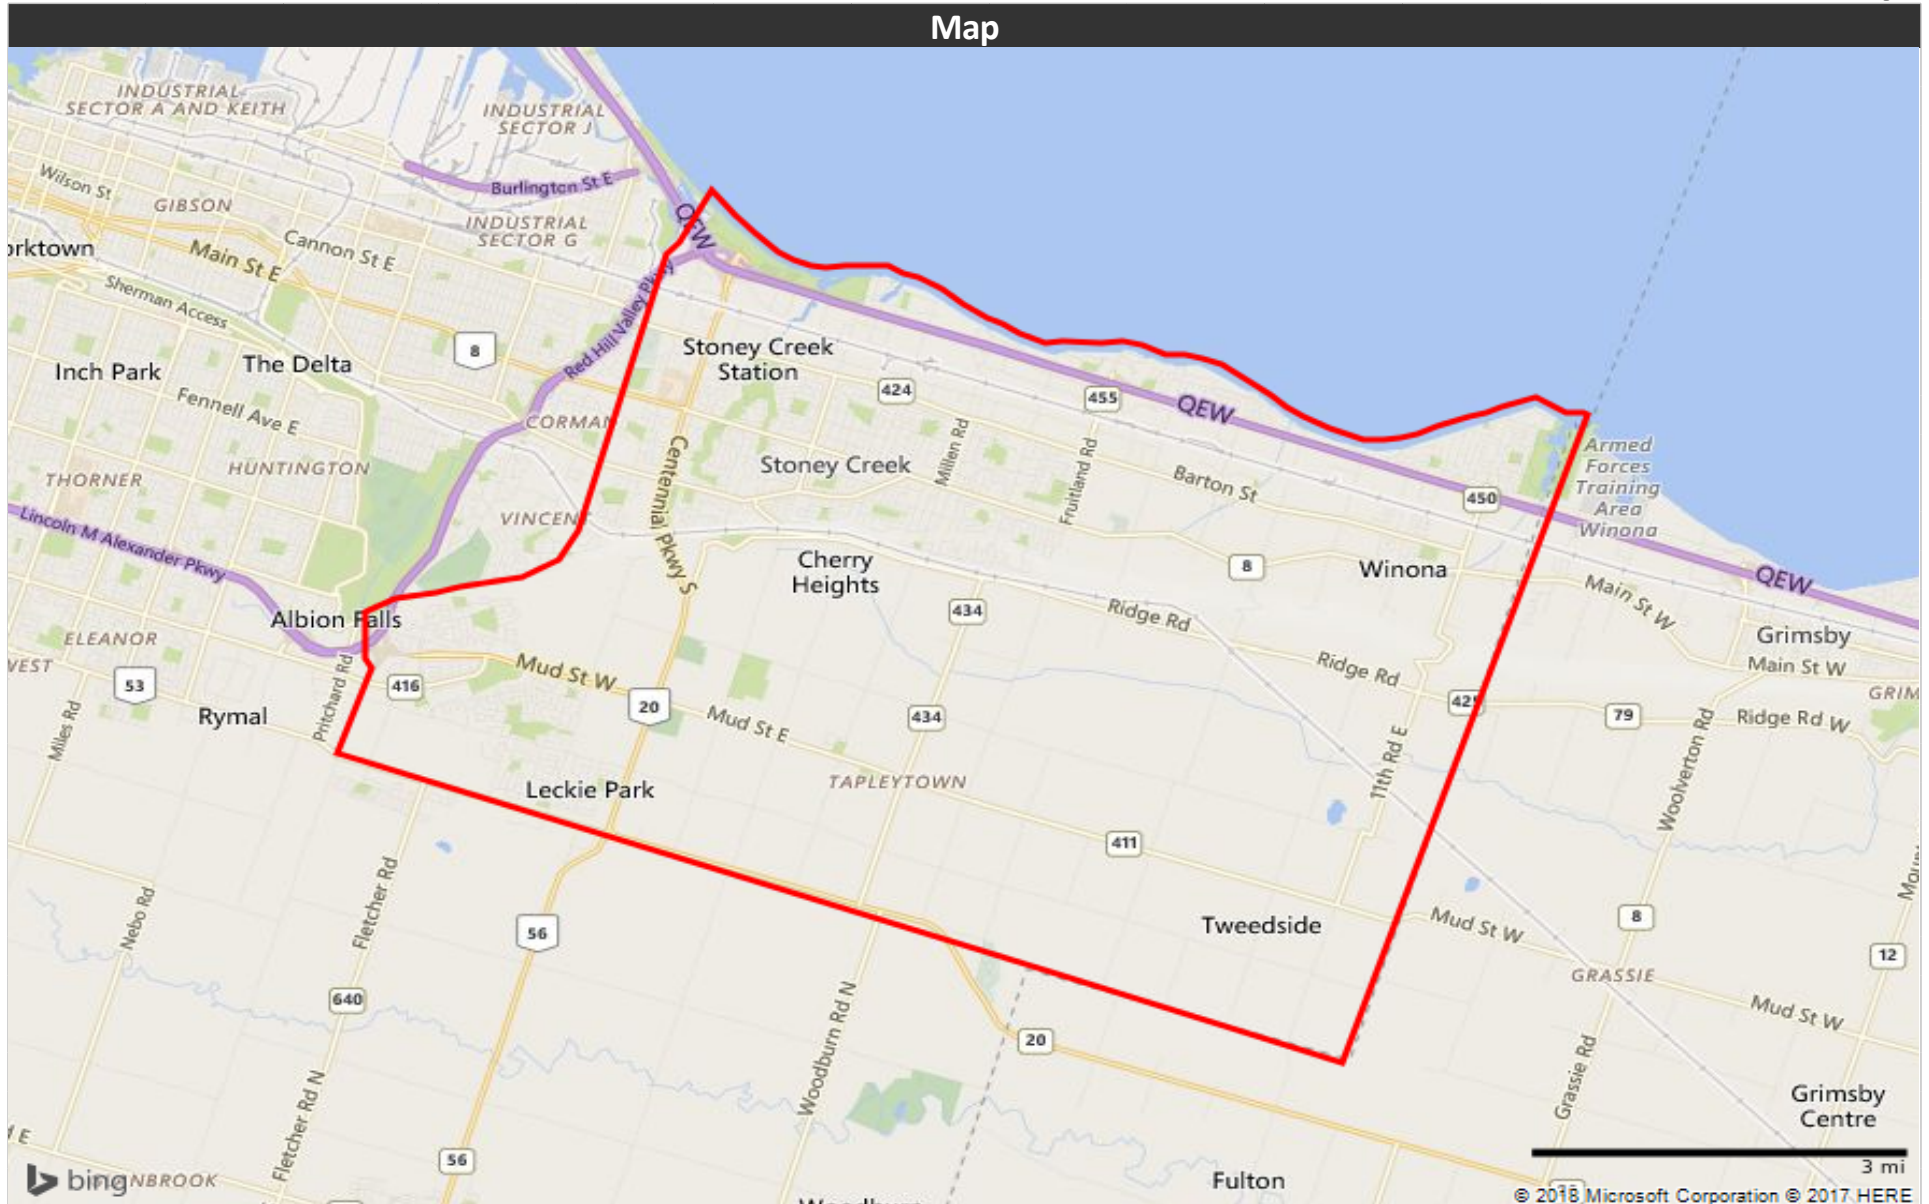 Map
INDUSTRIAL
SECTOR A AND KEITH
INDUSTRIAL
SECTOR J
Burlington St E
Wilson St
GIBSON
INDUSTRIAL
SECTOR G
QEW
orktown
Main St E
Cannon St E
Sherman Access
Red Hill Valley Pkwy
8
Inch Park
The Delta
Stoney Creek
Station
424
455
QEW
Fennell Ave E
CORMAN
Centennial Pkwy S
Millen Rd
Fruitland Rd
Armed
Forces
Training
Area
Winona
THORNER
HUNTINGTON
Stoney Creek
Barton St
450
Lincoln M Alexander Pkwy
VINCENT
Cherry
Heights
8
Winona
QEW
Main St W
Albion Falls
434
Ridge Rd
Grimsby
ELEANOR
WEST
Main St W
53
Mud St W
Ridge Rd
416
425
GRIM
Rymal
Pritchard Rd
20
434
79
Ridge Rd W
Miles Rd
Mud St E
11th Rd E
Woolverton Rd
Leckie Park
TAPLEYTOWN
411
Nebo Rd
Fletcher Rd
56
Tweedside
Mud St W
8
12
GRASSIE
640
Woodburn Rd N
20
Mud St W
Fletcher Rd N
Grassie Rd
Grimsby
Centre
56
3 mi
bing
NBROOK
Fulton
© 2018 Microsoft Corporation © 2017 HERE